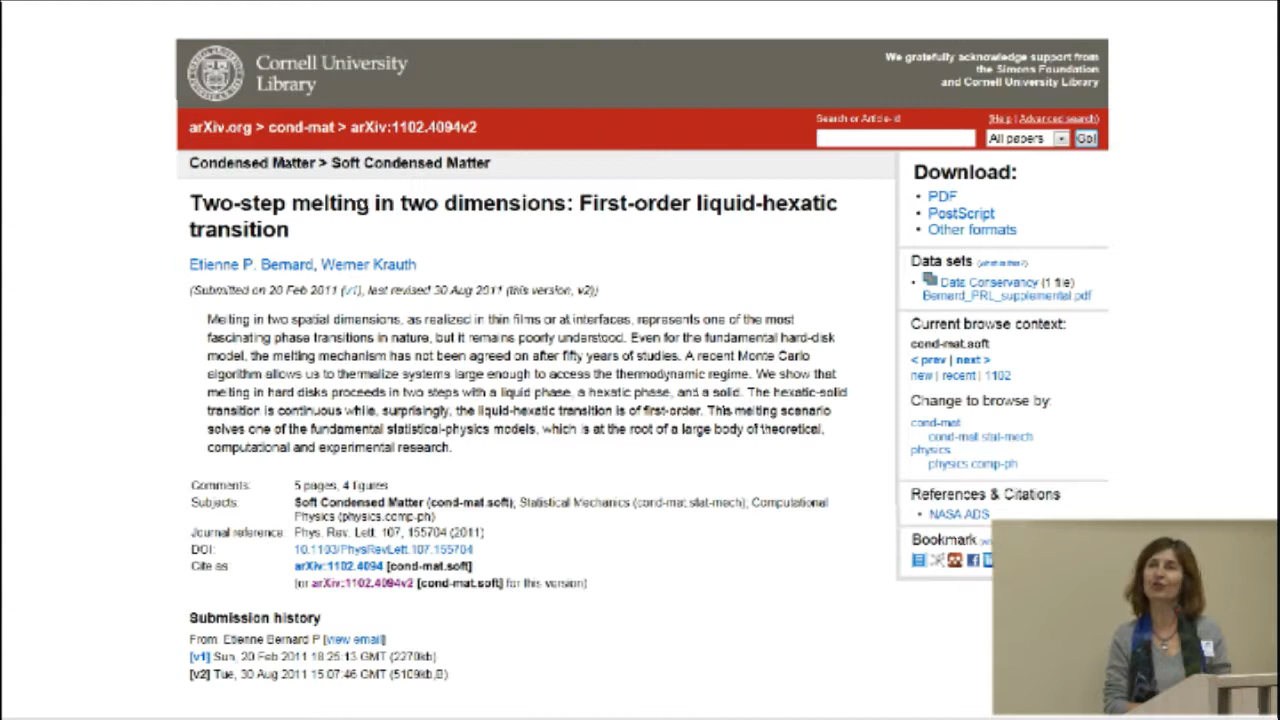 Cornell University
Library
We gratefully acknowledge support from
the Simons Foundation
and Cornell University Library
arXiv.org > cond-mat > arXiv:1102.4094v2
Search or Article-id
(Help | Advanced search)
All papers
Go!
Condensed Matter > Soft Condensed Matter
Two-step melting in two dimensions: First-order liquid-hexatic
transition
Etienne P. Bernard, Werner Krauth
(Submitted on 20 Feb 2011 (v1), last revised 30 Aug 2011 (this version, v2))
Melting in two spatial dimensions, as realized in thin films or at interfaces, represents one of the most
fascinating phase transitions in nature, but it remains poorly understood. Even for the fundamental hard-disk
model, the melting mechanism has not been agreed on after fifty years of studies. A recent Monte Carlo
algorithm allows us to thermalize systems large enough to access the thermodynamic regime. We show that
melting in hard disks proceeds in two steps with a liquid phase, a hexatic phase, and a solid. The hexatic-solid
transition is continuous while, surprisingly, the liquid-hexatic transition is of first-order. This melting scenario
solves one of the fundamental statistical-physics models, which is at the root of a large body of theoretical,
computational and experimental research.
Comments: 5 pages, 4 figures
Subjects: Soft Condensed Matter (cond-mat.soft); Statistical Mechanics (cond-mat.stat-mech); Computational
Physics (physics.comp-ph)
Journal reference: Phys. Rev. Lett. 107, 155704 (2011)
DOI: 10.1103/PhysRevLett.107.155704
Cite as: arXiv:1102.4094 [cond-mat.soft]
(or arXiv:1102.4094v2 [cond-mat.soft] for this version)
Submission history
From: Etienne Bernard P [view email]
[v1] Sun, 20 Feb 2011 18:25:13 GMT (2270kb)
[v2] Tue, 30 Aug 2011 15:07:46 GMT (5109kb,D)
Download:
PDF
PostScript
Other formats
Data sets (what is this?)
Data Conservancy (1 file)
Bernard_PRL_supplemental.pdf
Current browse context:
cond-mat.soft
< prev | next >
new | recent | 1102
Change to browse by:
cond-mat
cond-mat.stat-mech
physics
physics.comp-ph
References & Citations
NASA ADS
Bookmark